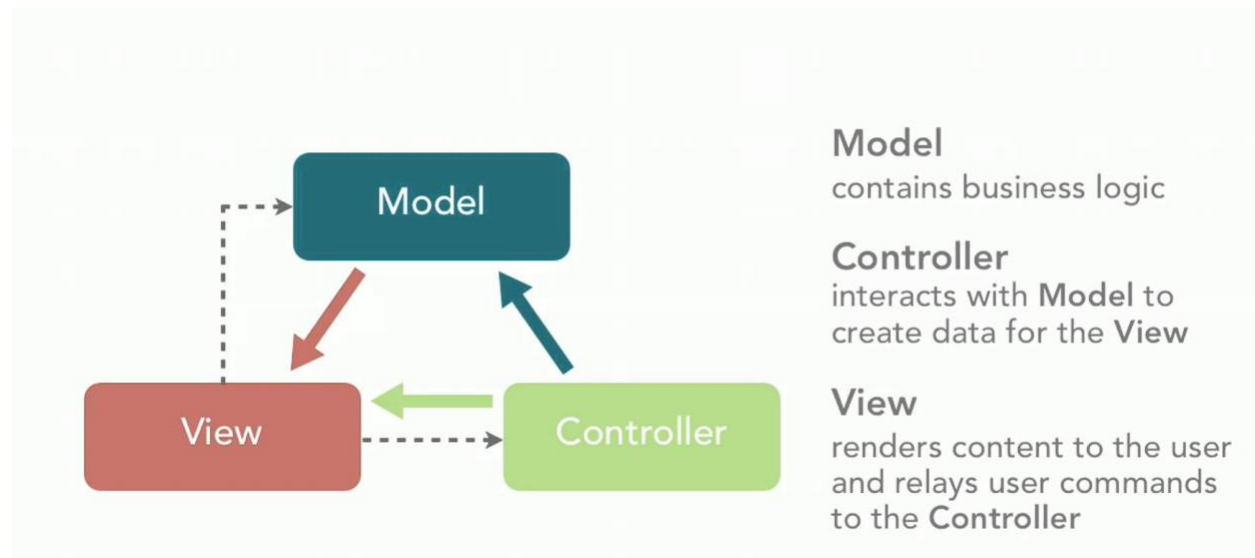 Model
View
Controller
Model
contains business logic
Controller
interacts with Model to
create data for the View
View
renders content to the user
and relays user commands
to the Controller